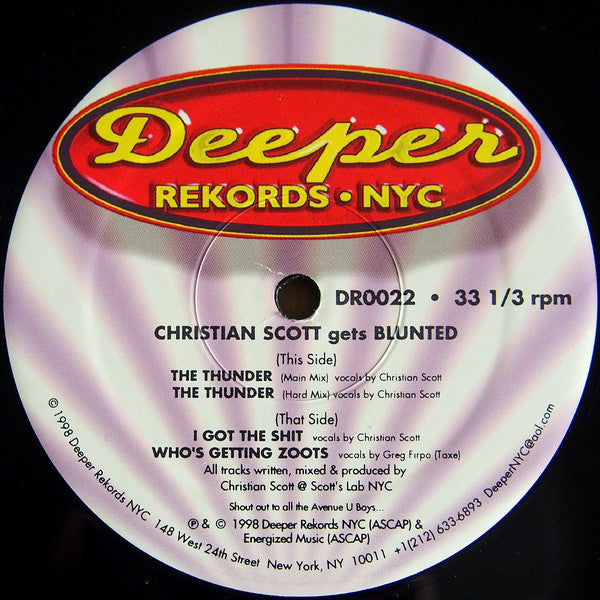 Deeper
REKORDS • NYC
DR0022 • 33 1/3 rpm
CHRISTIAN SCOTT gets BLUNTED
(This Side)
THE THUNDER (Main Mix) vocals by Christian Scott
THE THUNDER (Hard Mix) vocals by Christian Scott
(That Side)
I GOT THE SHIT vocals by Christian Scott
WHO'S GETTING ZOOTS vocals by Greg Firpo (Taxe)
All tracks written, mixed & produced by
Christian Scott @ Scott's Lab NYC
Shout out to all the Avenue U Boys...
℗ & © 1998 Deeper Rekords NYC (ASCAP) &
Energized Music (ASCAP)
© 1998 Deeper Rekords NYC 148 West 24th Street New York, NY 10011 +1(212) 633-6893 DeeperNYC@aol.com